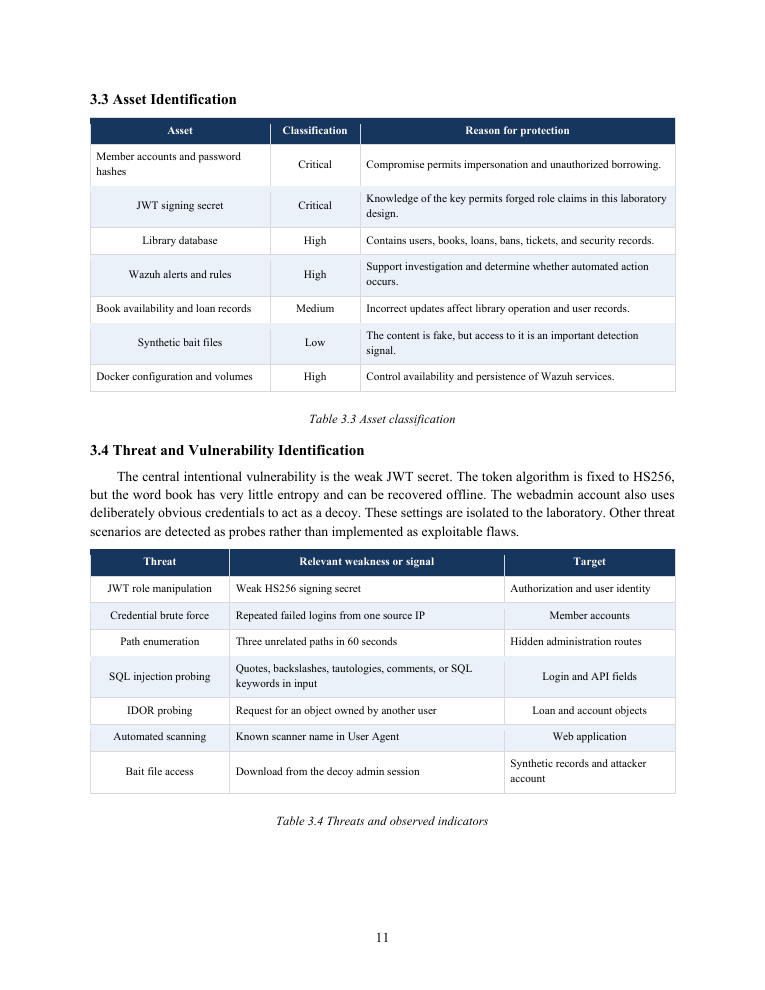 3.3 Asset Identification
Asset Classification Reason for protection
Member accounts and password
hashes
Critical
Compromise permits impersonation and unauthorized borrowing.
JWT signing secret
Critical
Knowledge of the key permits forged role claims in this laboratory
design.
Library database High Contains users, books, loans, bans, tickets, and security records.
Wazuh alerts and rules
High
Support investigation and determine whether automated action
occurs.
Book availability and loan records Medium Incorrect updates affect library operation and user records.
Synthetic bait files
Low
The content is fake, but access to it is an important detection
signal.
Docker configuration and volumes High Control availability and persistence of Wazuh services.
Table 3.3 Asset classification
3.4 Threat and Vulnerability Identification
The central intentional vulnerability is the weak JWT secret. The token algorithm is fixed to HS256,
but the word book has very little entropy and can be recovered offline. The webadmin account also uses
deliberately obvious credentials to act as a decoy. These settings are isolated to the laboratory. Other threat
scenarios are detected as probes rather than implemented as exploitable flaws.
Threat Relevant weakness or signal Target
JWT role manipulation Weak HS256 signing secret Authorization and user identity
Credential brute force Repeated failed logins from one source IP Member accounts
Path enumeration Three unrelated paths in 60 seconds Hidden administration routes
SQL injection probing
Quotes, backslashes, tautologies, comments, or SQL
keywords in input
Login and API fields
IDOR probing Request for an object owned by another user Loan and account objects
Automated scanning Known scanner name in User Agent Web application
Bait file access
Download from the decoy admin session
Synthetic records and attacker
account
Table 3.4 Threats and observed indicators
11